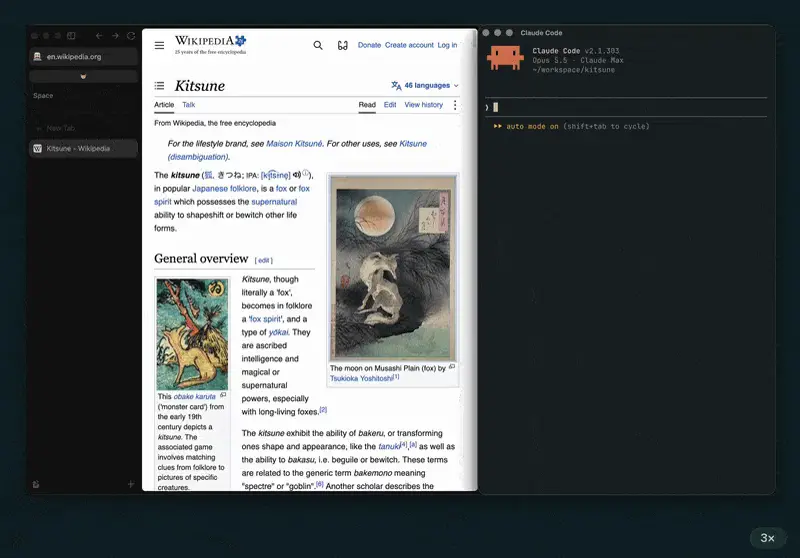 en.wikipedia.org
Space
New Tab
Kitsune – Wikipedia
WIKIPEDIA
25 years of the free encyclopedia
Donate Create account Log in
Kitsune
46 languages
Article Talk Read Edit View history
From Wikipedia, the free encyclopedia
For the lifestyle brand, see Maison Kitsuné. For other uses, see Kitsune
(disambiguation).
The kitsune (狐, きつね; IPA:
in popular Japanese folklore, is a fox or fox
spirit which possesses the supernatural
ability to shapeshift or bewitch other life
forms.
General overview [ edit ]
Kitsune, though
literally a 'fox',
becomes in folklore
a 'fox spirit', and a
type of yōkai. They
are ascribed
intelligence and
magical or
supernatural
powers, especially
with long-living foxes.[2]
The moon on Musashi Plain (fox) by
Tsukioka Yoshitoshi[1]
This obake karuta
('monster card') from
the early 19th
century depicts a
kitsune. The
associated game
involves matching
clues from folklore to
pictures of specific
creatures.
The kitsune exhibit the ability of bakeru, or transforming
ones shape and appearance, like the tanuki[4],[a] as well as
the ability to bakasu, i.e. beguile or bewitch. These terms
are related to the generic term bakemono meaning
"spectre" or "goblin".[6] Another scholar describes the
Claude Code
Claude Code v2.1.303
Opus 5.5 · Claude Max
~/workspace/kitsune
auto mode on (shift+tab to cycle)
3×